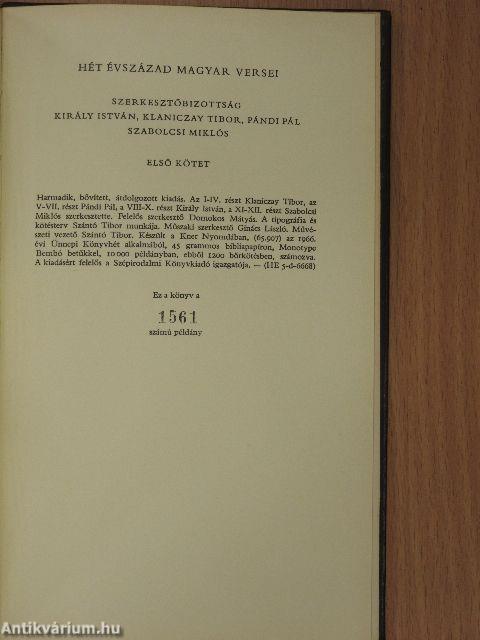 HÉT ÉVSZÁZAD MAGYAR VERSEI
SZERKESZTŐBIZOTTSÁG
KIRÁLY ISTVÁN, KLANICZAY TIBOR, PÁNDI PÁL
SZABOLCSI MIKLÓS
ELSŐ KÖTET
Harmadik, bővített, átdolgozott kiadás. Az I-IV. részt Klaniczay Tibor, az
V-VII. részt Pándi Pál, a VIII-X. részt Király István, a XI-XII. részt Szabolcsi
Miklós szerkesztette. Felelős szerkesztő Domokos Mátyás. A tipográfia és
kötésterv Szántó Tibor munkája. Műszaki szerkesztő Ginács László. Művé-
szeti vezető Szántó Tibor. Készült a Kner Nyomdában, (65.907) az 1966.
évi Ünnepi Könyvhét alkalmából, 45 grammos bibliapapíron, Monotype
Bembó betűkkel, 10 000 példányban, ebből 1200 bőrkötésben, számozva.
A kiadásért felelős a Szépirodalmi Könyvkiadó igazgatója. — (HE 5-d-6668)
Ez a könyv a
1561
számú példány
Antikvárium.hu